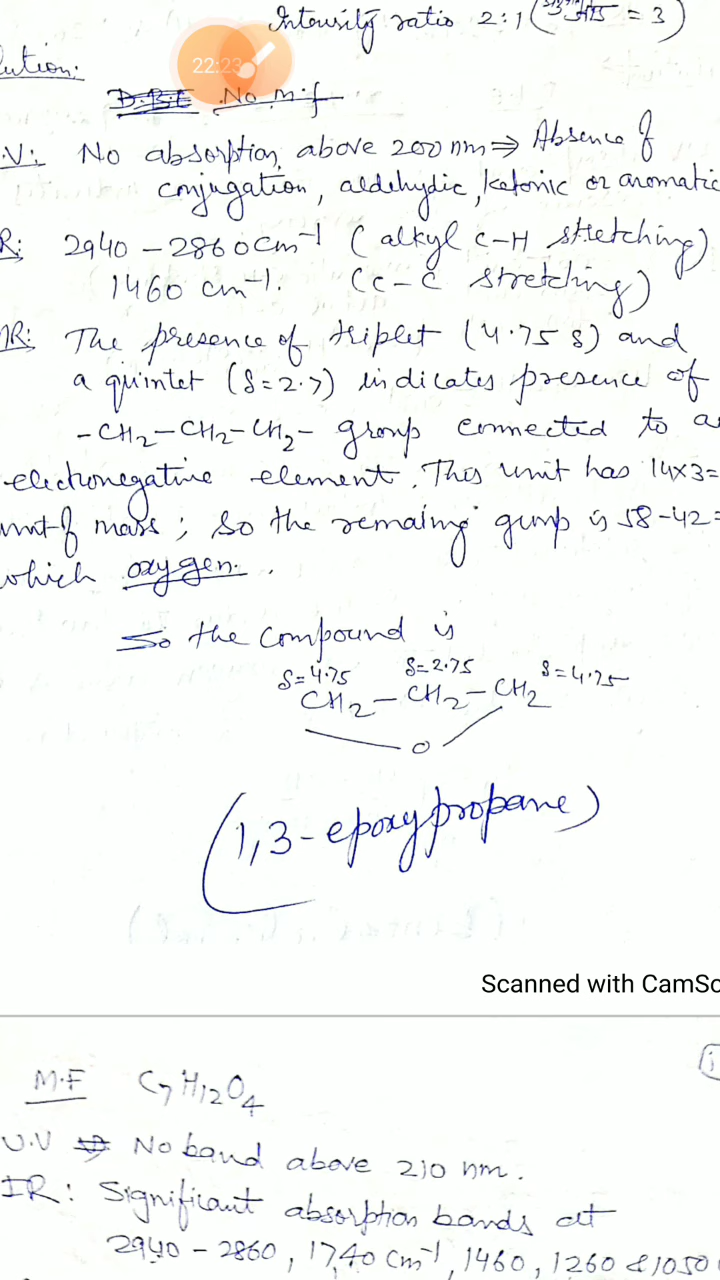 Intensity ratio 2:1 ( = 3)
ution:
22:23
D.B.E No m.f
.V: No absorption above 200 nm ⇒ Absence of
conjugation, aldehydic, ketonic or aromatic
R: 2940 – 2860 cm⁻¹ (alkyl C–H stretching)
1460 cm⁻¹. (C–C stretching)
MR: The presence of triplet (4.75 δ) and
a quintet (δ=2.7) indicates presence of
-CH₂–CH₂–CH₂– group connected to a
electronegative element. This unit has 14×3=
unit of mass; so the remaing group is 58–42=
which oxygen.
So the compound is
δ=4.75 δ=2.75 δ=4.75
CH₂–CH₂–CH₂
O
(1,3-epoxypropane)
Scanned with CamSc
M.F C₇H₁₂O₄
U.V ⇒ No band above 210 nm.
IR: Significant absorption bands at
2940 – 2860, 1740 cm⁻¹, 1460, 1260 & 1050